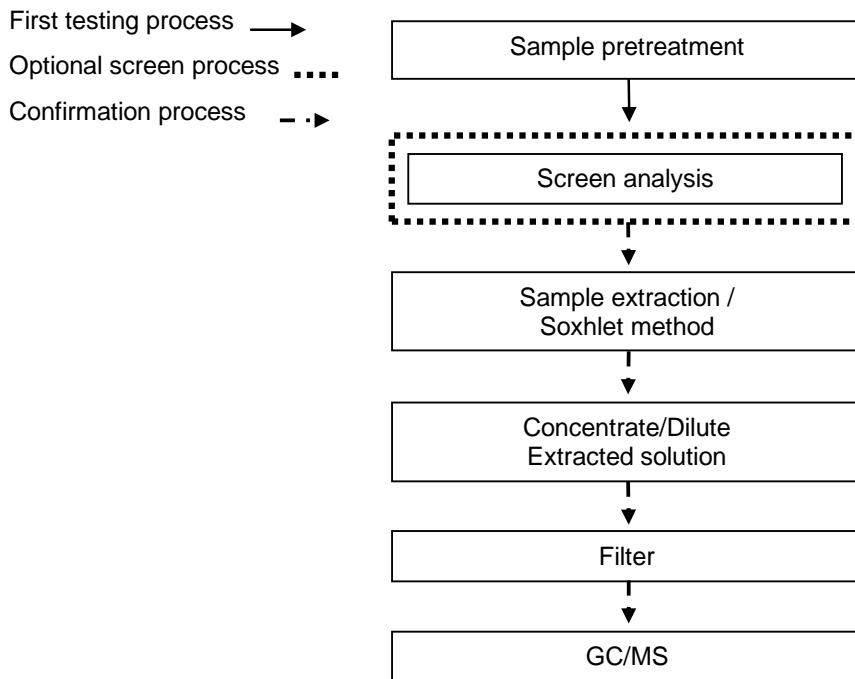 First testing process
Optional screen process
Confirmation process
Sample pretreatment
Screen analysis
Sample extraction /
Soxhlet method
Concentrate/Dilute
Extracted solution
Filter
GC/MS